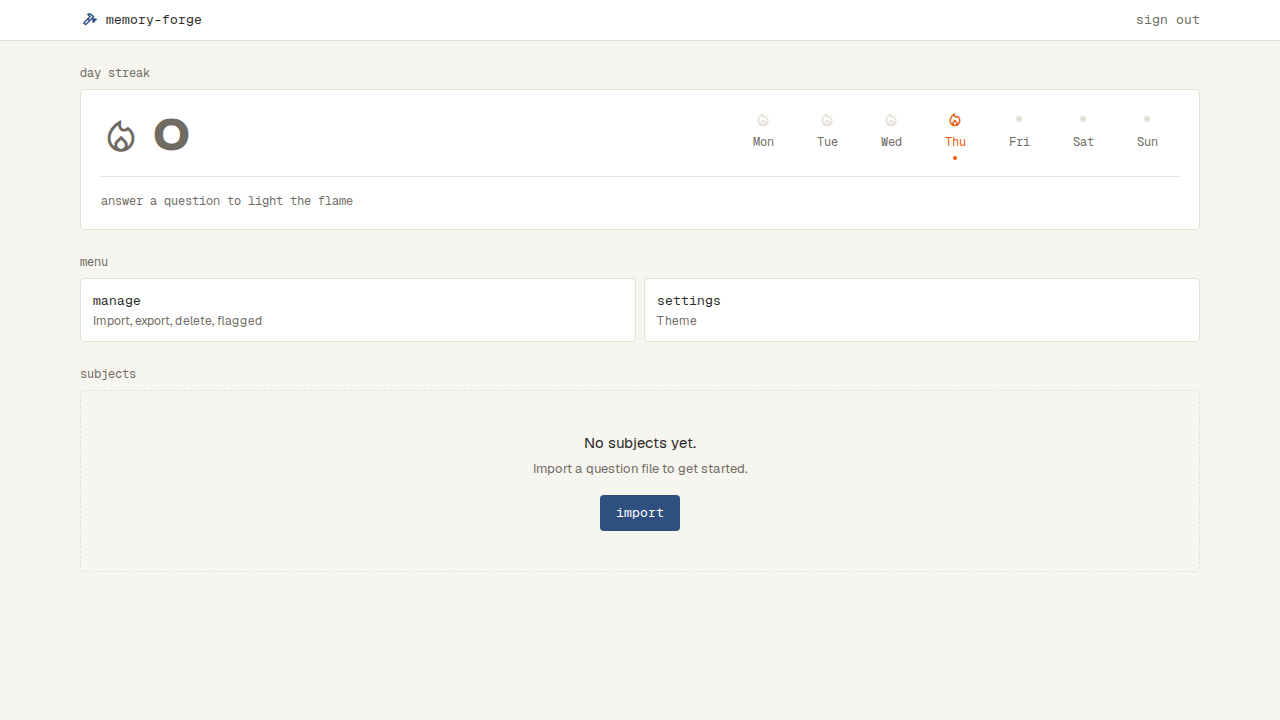 memory-forge
sign out
day streak
0
Mon Tue Wed Thu Fri Sat Sun
answer a question to light the flame
menu
manage
Import, export, delete, flagged
settings
Theme
subjects
No subjects yet.
Import a question file to get started.
import